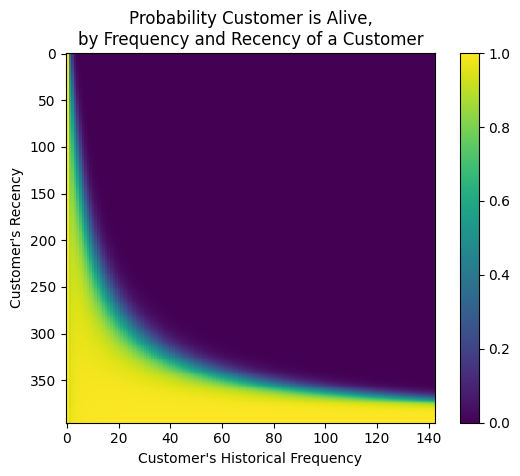 Probability Customer is Alive,
by Frequency and Recency of a Customer
0
50
100
150
200
250
300
350
Customer's Recency
0 20 40 60 80 100 120 140
Customer's Historical Frequency
1.0
0.8
0.6
0.4
0.2
0.0